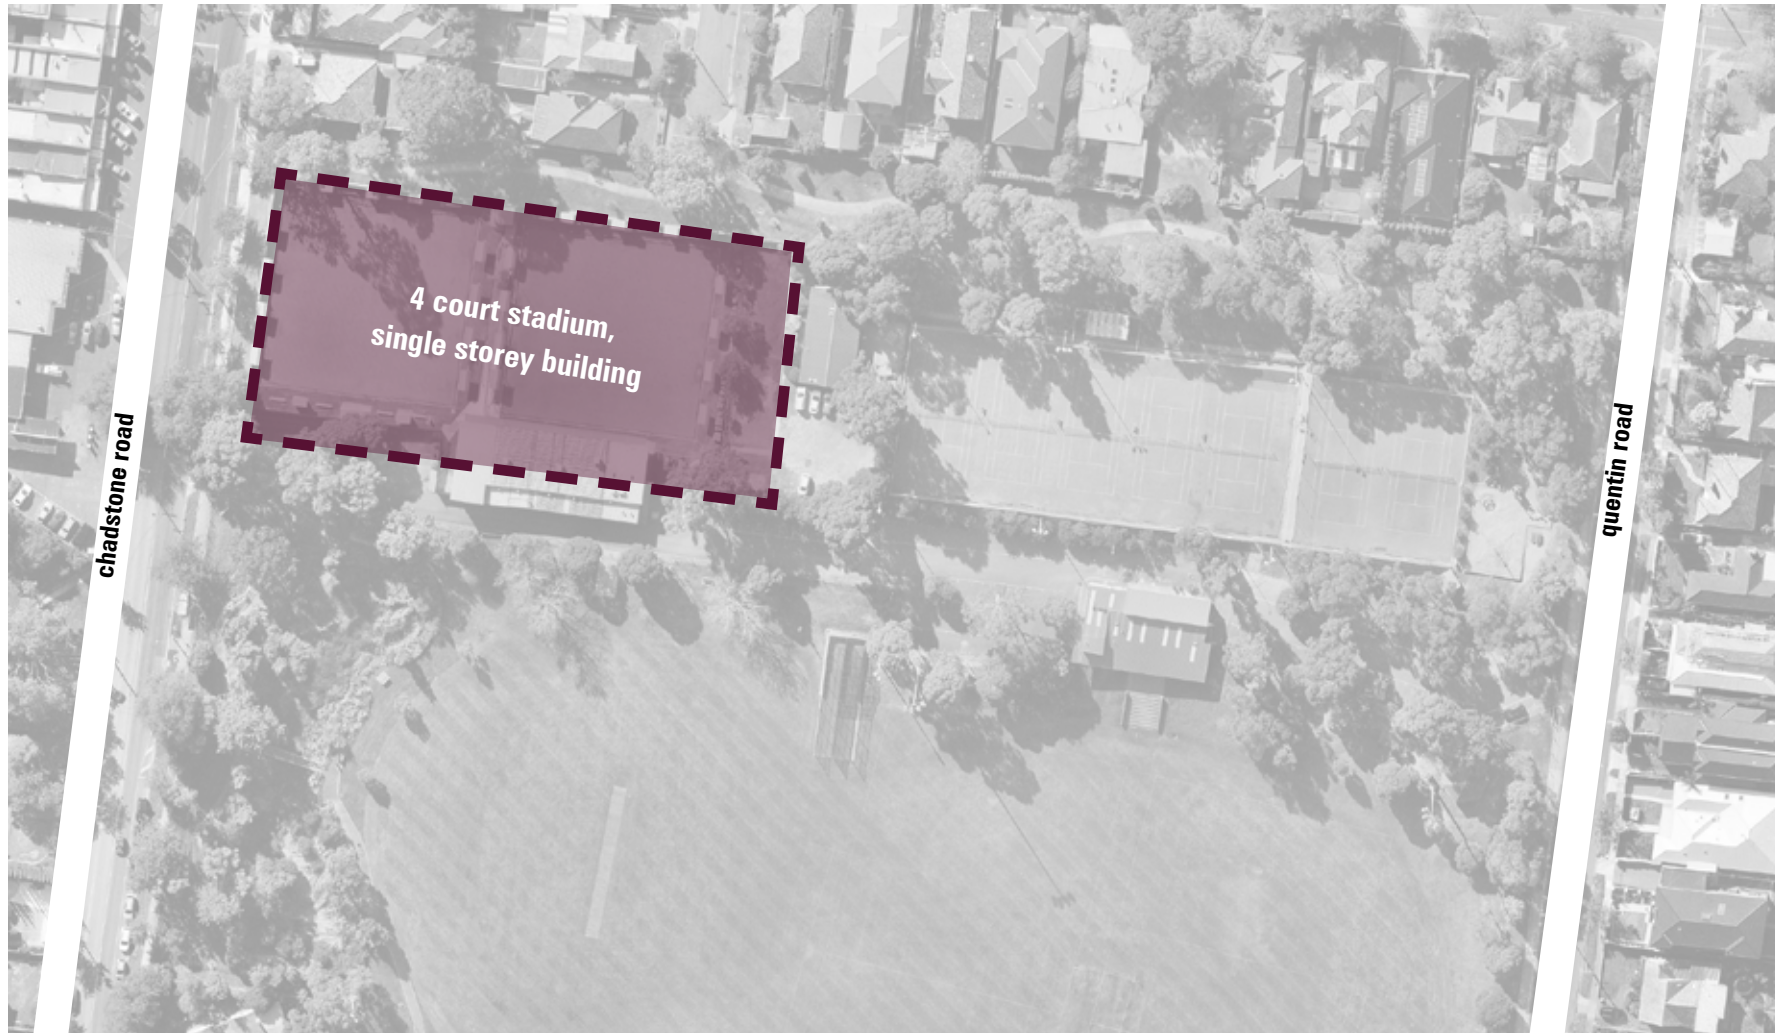 4 court stadium,
single storey building
chadstone road
quentin road